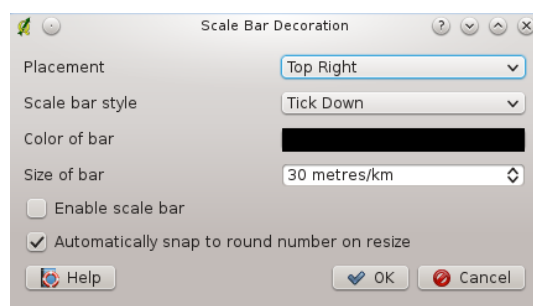 Scale Bar Decoration
Placement
Top Right
Scale bar style
Tick Down
Color of bar
Size of bar
30 metres/km
Enable scale bar
Automatically snap to round number on resize
Help
OK
Cancel